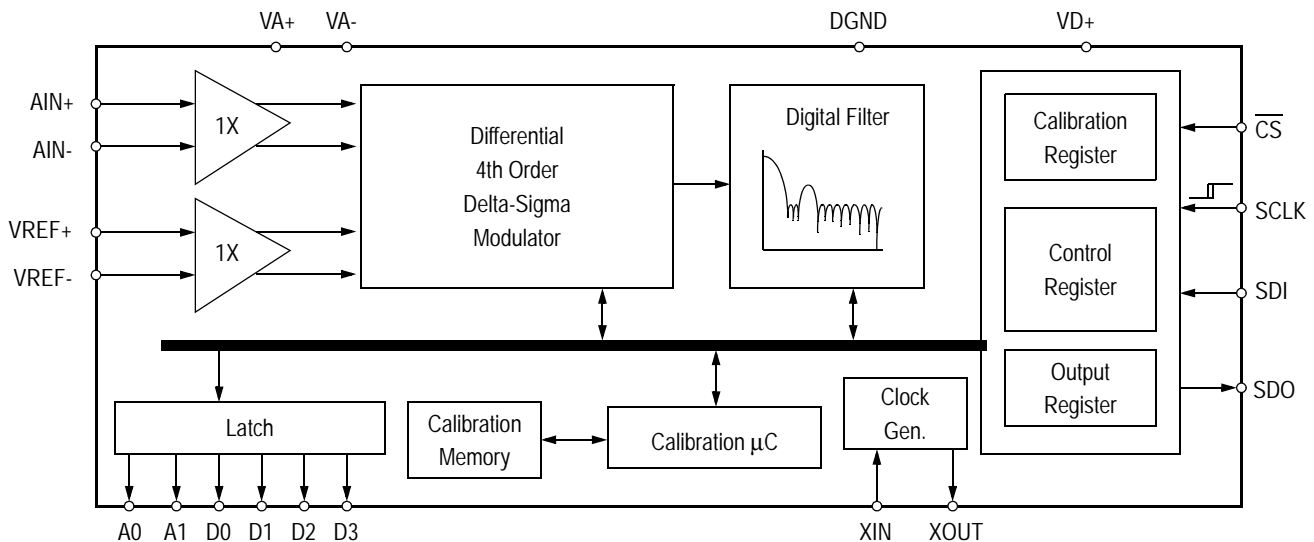 VA+ VA- DGND VD+
AIN+
AIN-
VREF+
VREF-
1X
1X
Differential
4th Order
Delta-Sigma
Modulator
Digital Filter
Calibration
Register
Control
Register
Output
Register
CS
SCLK
SDI
SDO
Latch
Calibration
Memory
Calibration μC
Clock
Gen.
A0 A1 D0 D1 D2 D3 XIN XOUT